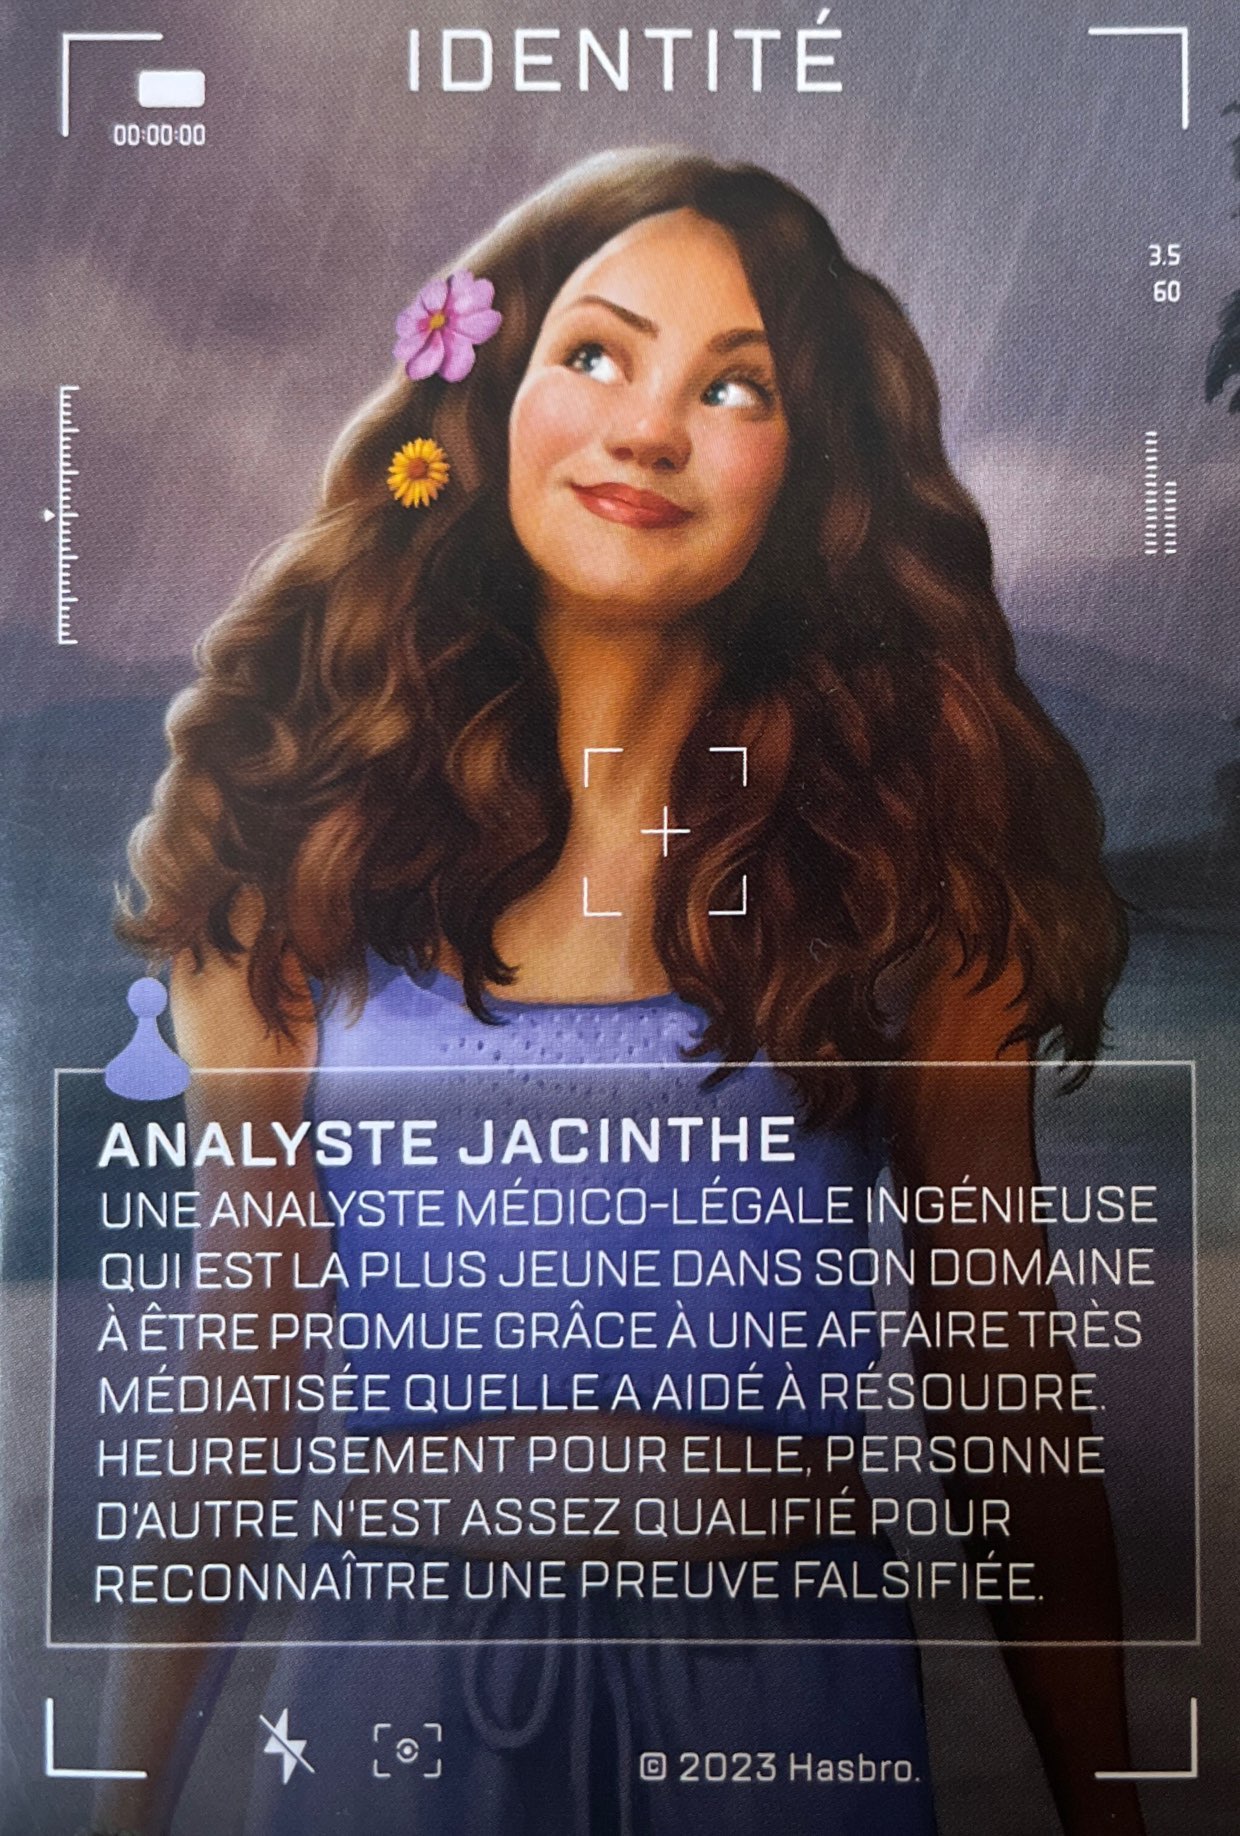 IDENTITÉ
00:00:00
3.5
60
ANALYSTE JACINTHE
UNE ANALYSTE MÉDICO-LÉGALE INGÉNIEUSE
QUI EST LA PLUS JEUNE DANS SON DOMAINE
À ÊTRE PROMUE GRÂCE À UNE AFFAIRE TRÈS
MÉDIATISÉE QUELLE A AIDÉ À RÉSOUDRE.
HEUREUSEMENT POUR ELLE, PERSONNE
D'AUTRE N'EST ASSEZ QUALIFIÉ POUR
RECONNAÎTRE UNE PREUVE FALSIFIÉE.
© 2023 Hasbro.